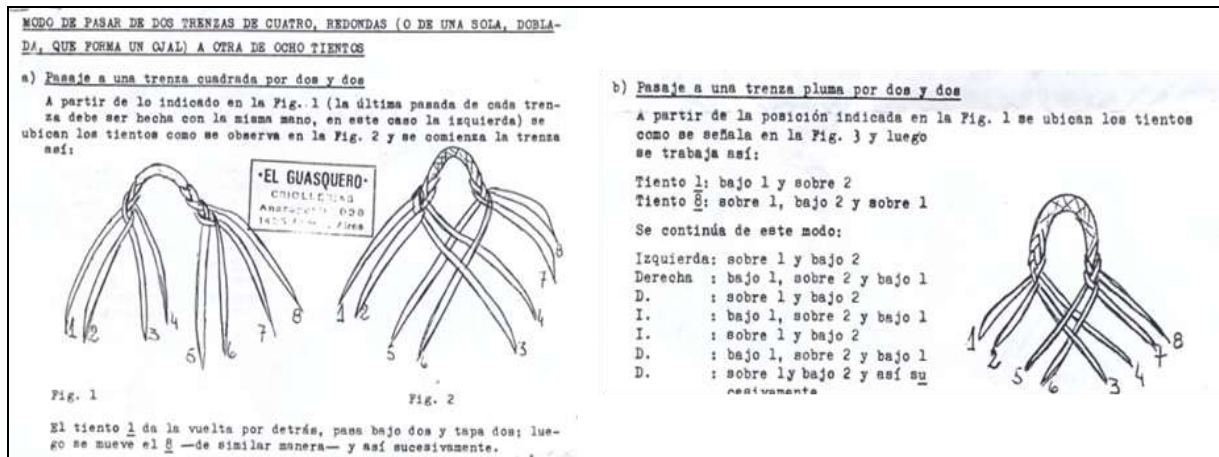 MODO DE PASAR DE DOS TRENZAS DE CUATRO, REDONDAS (O DE UNA SOLA, DOBLA-
DA, QUE FORMA UN OJAL) A OTRA DE OCHO TIENTOS
a) Pasaje a una trenza cuadrada por dos y dos
A partir de lo indicado en la Fig. 1 (la última pasada de cada tren-
za debe ser hecha con la misma mano, en este caso la izquierda) se
ubican los tientos como se observa en la Fig. 2 y se comienza la trenza
así:
·EL GUASQUERO·
1 2 3 4 5 6 7 8
Fig. 1
1 2 5 6 3 4 7 8
Fig. 2
El tiento 1 da la vuelta por detrás, pasa bajo dos y tapa dos; lue-
go se mueve el 8 —de similar manera— y así sucesivamente.
b) Pasaje a una trenza pluma por dos y dos
A partir de la posición indicada en la Fig. 1 se ubican los tientos
como se señala en la Fig. 3 y luego
se trabaja así:
Tiento 1: bajo 1 y sobre 2
Tiento 8: sobre 1, bajo 2 y sobre 1
Se continúa de este modo:
Izquierda: sobre 1 y bajo 2
Derecha : bajo 1, sobre 2 y bajo 1
D. : sobre 1 y bajo 2
I. : bajo 1, sobre 2 y bajo 1
I. : sobre 1 y bajo 2
D. : bajo 1, sobre 2 y bajo 1
D. : sobre 1y bajo 2 y así su
cesivamente
1 2 5 6 3 4 7 8